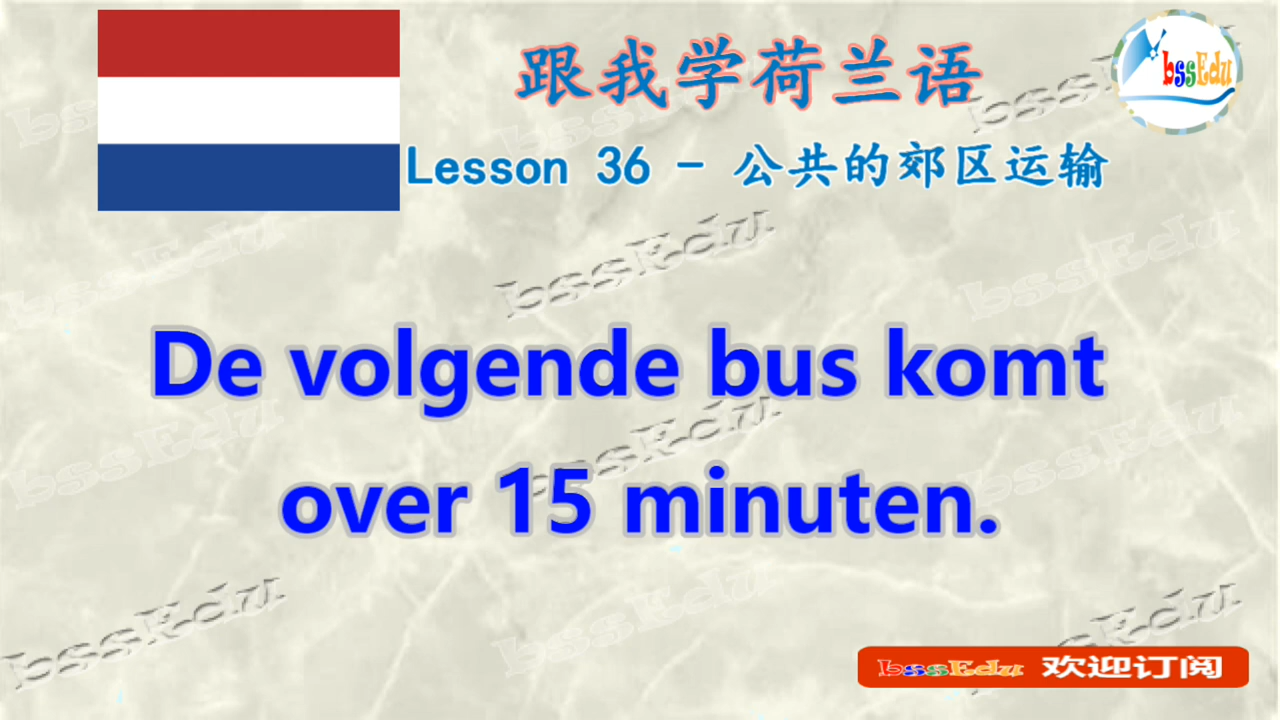 跟我学荷兰语
bssEdu
Lesson 36 - 公共的郊区运输
De volgende bus komt
over 15 minuten.
bssEdu 欢迎订阅